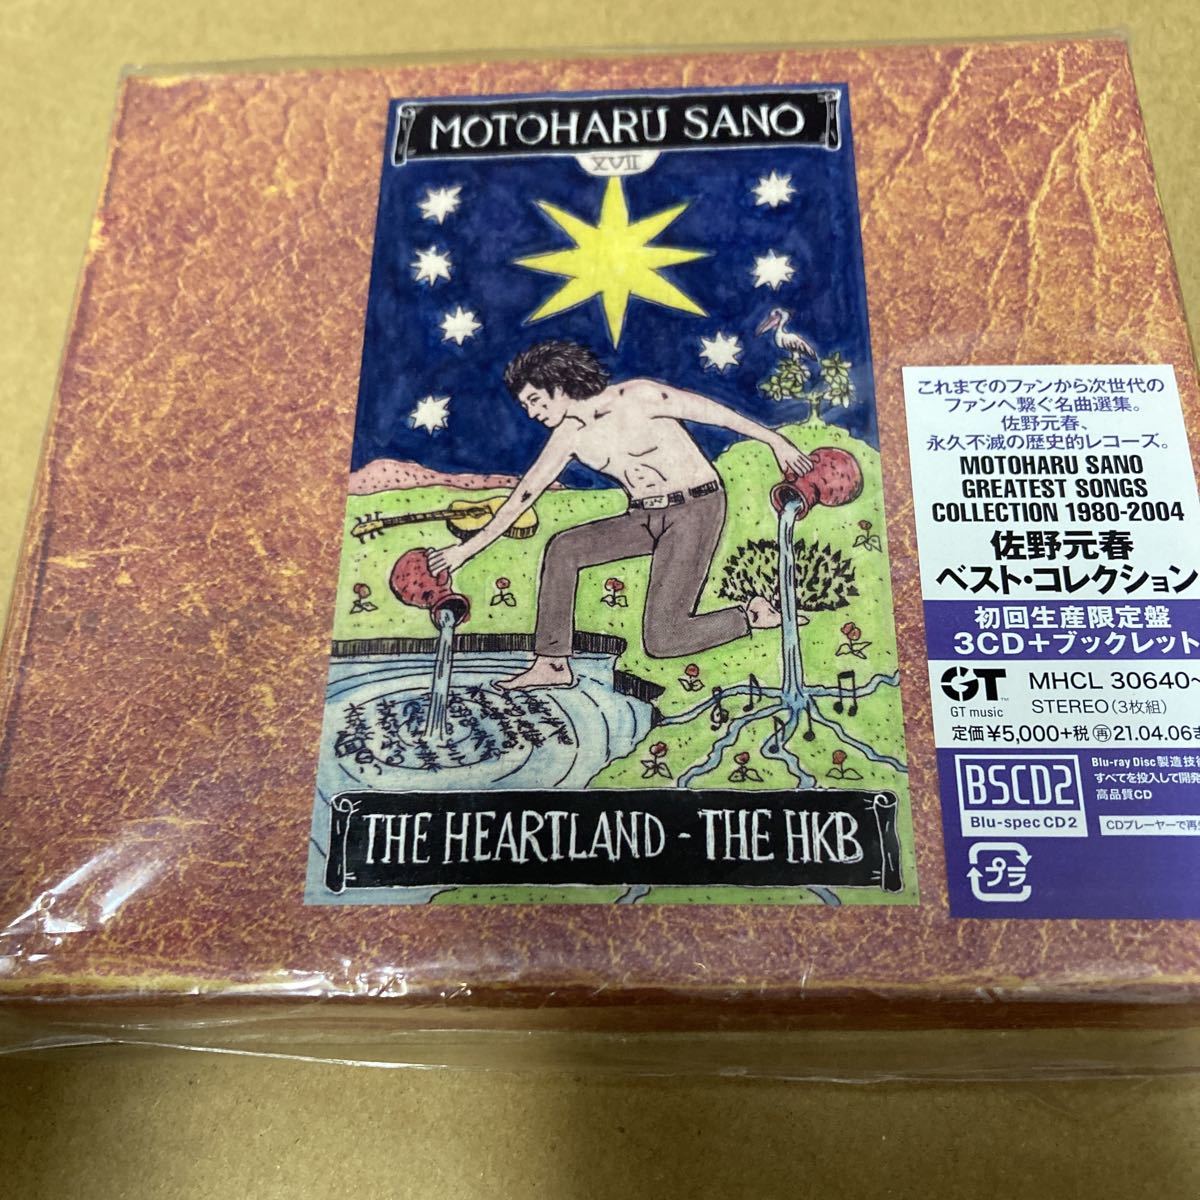 MOTOHARU SANO
XVII
THE HEARTLAND - THE HKB
これまでのファンから次世代の
ファンへ繋ぐ名曲選集。
佐野元春、
永久不滅の歴史的レコーズ。
MOTOHARU SANO
GREATEST SONGS
COLLECTION 1980-2004
佐野元春
ベスト・コレクション
初回生産限定盤
3CD+ブックレット
GT
GT music
MHCL 30640~
STEREO(3枚組)
定価¥5,000+税 再21.04.06ま
BSCD2
Blu-spec CD2
Blu-ray Disc製造技術
すべてを投入して開発
高品質CD
CDプレーヤーで再
プラ